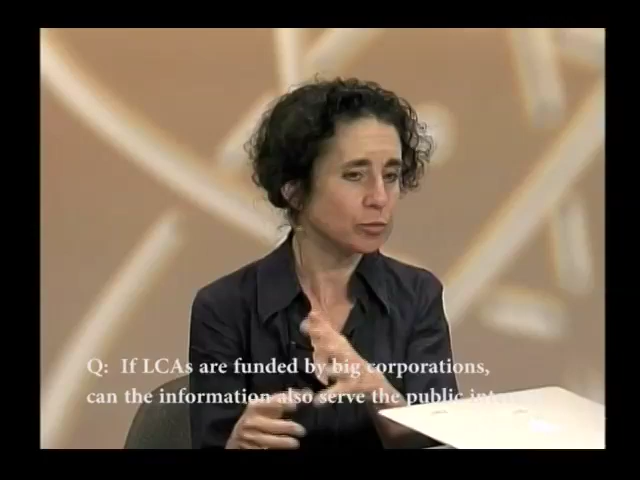 Q: If LCAs are funded by big corporations,
can the information also serve the public